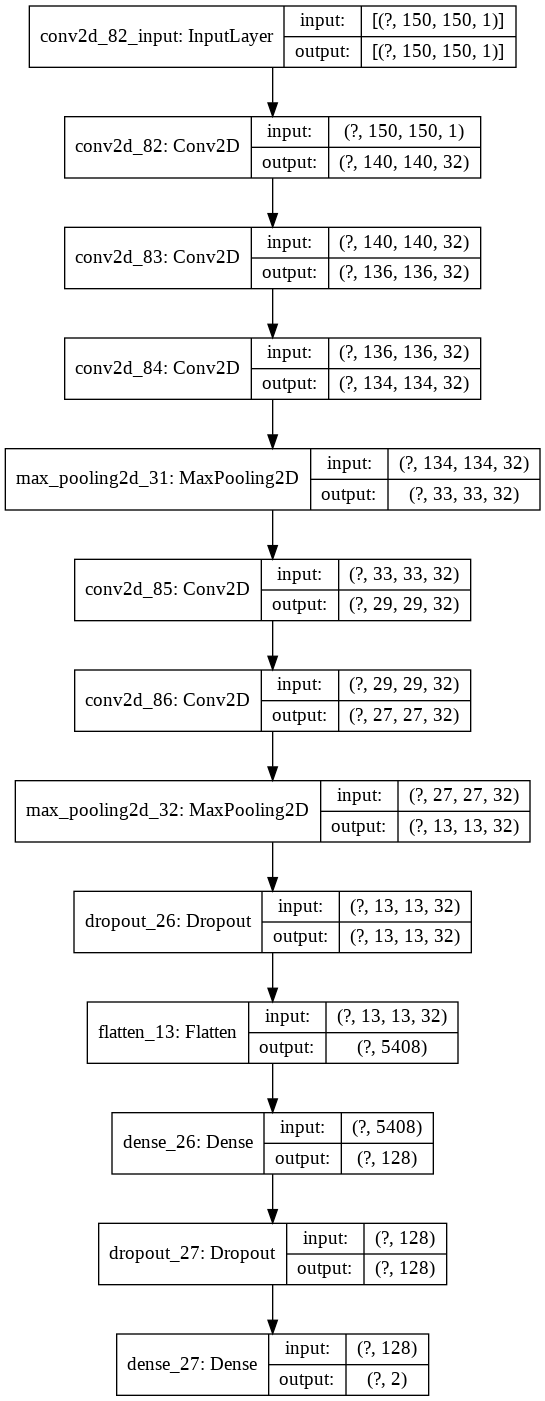 conv2d_82_input: InputLayer
input:
[(?, 150, 150, 1)]
output:
[(?, 150, 150, 1)]
conv2d_82: Conv2D
input:
(?, 150, 150, 1)
output:
(?, 140, 140, 32)
conv2d_83: Conv2D
input:
(?, 140, 140, 32)
output:
(?, 136, 136, 32)
conv2d_84: Conv2D
input:
(?, 136, 136, 32)
output:
(?, 134, 134, 32)
max_pooling2d_31: MaxPooling2D
input:
(?, 134, 134, 32)
output:
(?, 33, 33, 32)
conv2d_85: Conv2D
input:
(?, 33, 33, 32)
output:
(?, 29, 29, 32)
conv2d_86: Conv2D
input:
(?, 29, 29, 32)
output:
(?, 27, 27, 32)
max_pooling2d_32: MaxPooling2D
input:
(?, 27, 27, 32)
output:
(?, 13, 13, 32)
dropout_26: Dropout
input:
(?, 13, 13, 32)
output:
(?, 13, 13, 32)
flatten_13: Flatten
input:
(?, 13, 13, 32)
output:
(?, 5408)
dense_26: Dense
input:
(?, 5408)
output:
(?, 128)
dropout_27: Dropout
input:
(?, 128)
output:
(?, 128)
dense_27: Dense
input:
(?, 128)
output:
(?, 2)